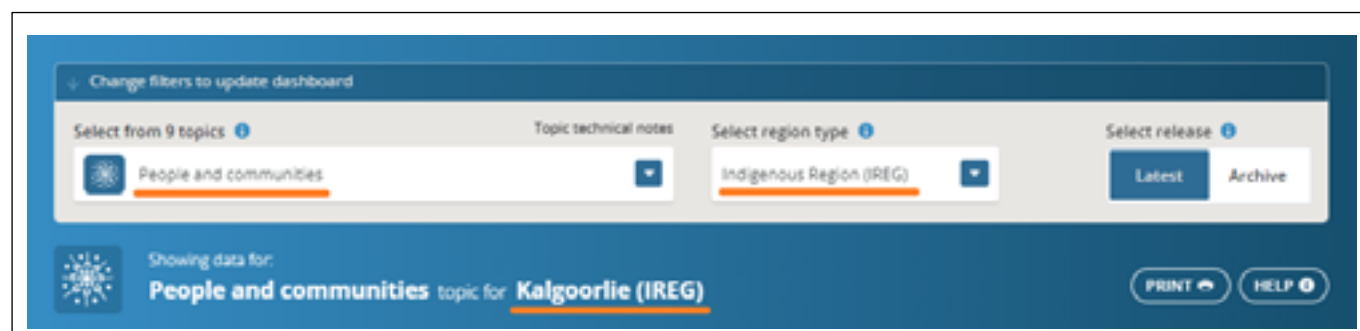 Change filters to update dashboard
Select from 9 topics
Topic technical notes
Select region type
Select release
People and communities
Indigenous Region (IREG)
Latest
Archive
Showing data for:
People and communities topic for Kalgoorlie (IREG)
PRINT
HELP